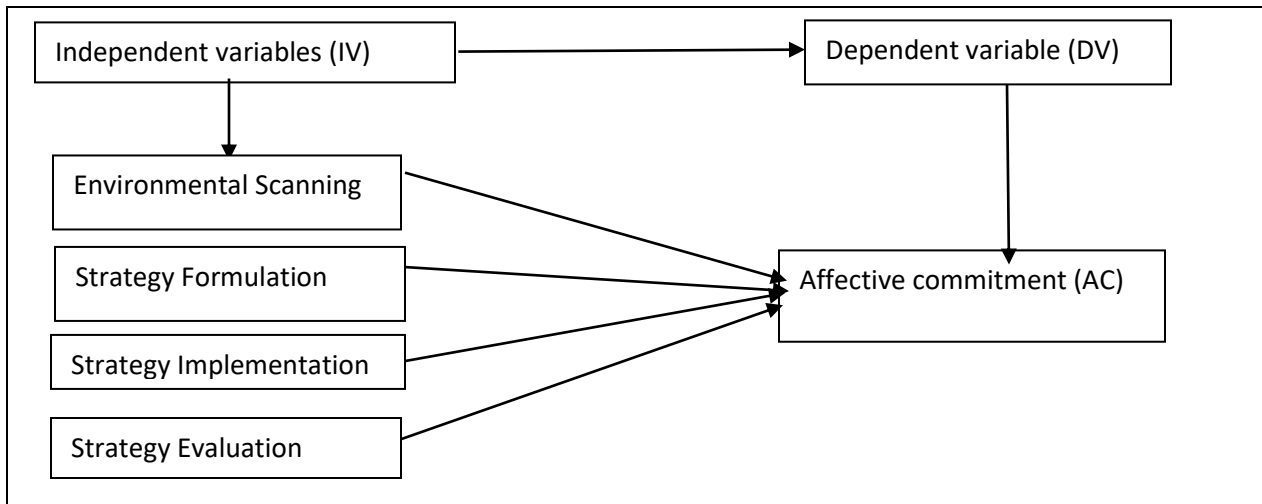 Independent variables (IV)
Dependent variable (DV)
Environmental Scanning
Strategy Formulation
Affective commitment (AC)
Strategy Implementation
Strategy Evaluation